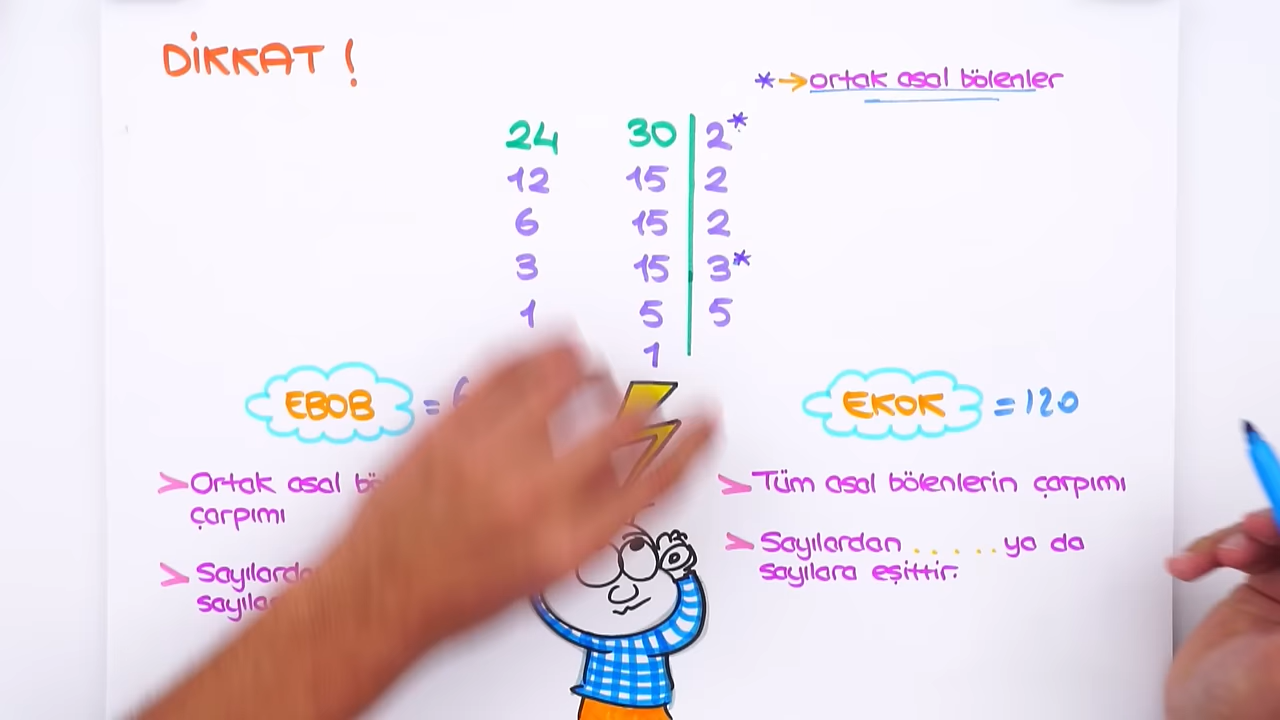 DİKKAT !
* → ortak asal bölenler
24 30 2*
12 15 2
6 15 2
3 15 3*
1 5 5
1
EBOB = 6
EKOK = 120
> Ortak asal
çarpımı
> Tüm asal bölenlerin çarpımı
> Sayılardan ..... ya da
sayılara eşittir.